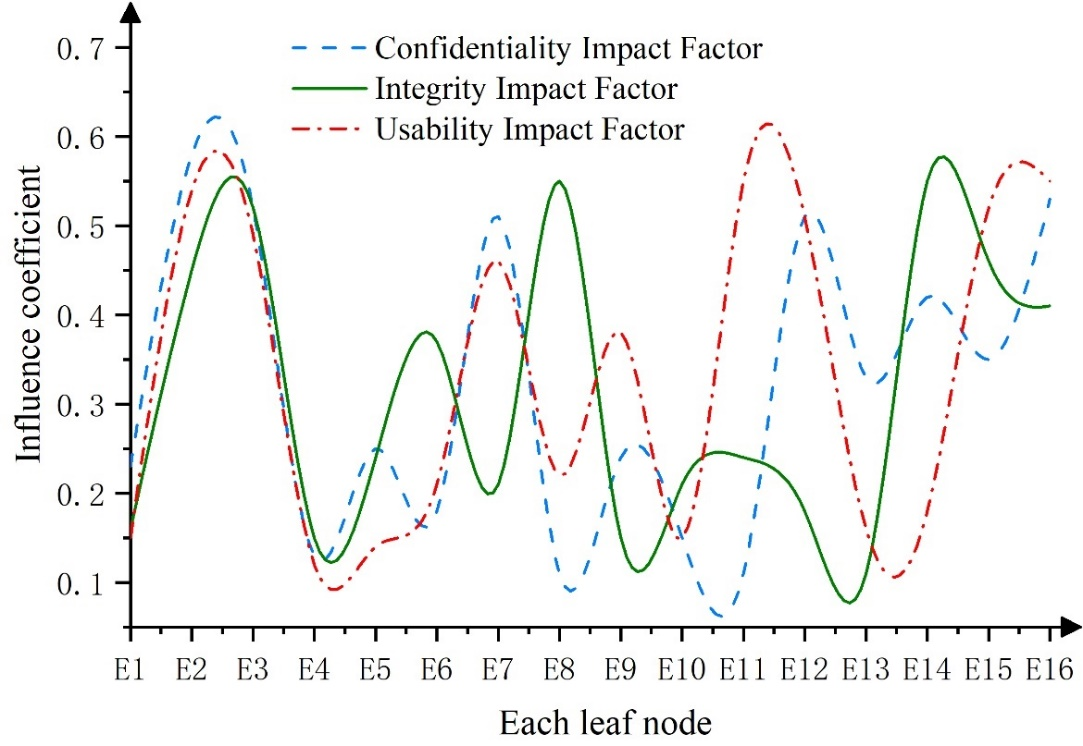 0.7
0.6
0.5
0.4
0.3
0.2
0.1
Influence coefficient
Confidentiality Impact Factor
Integrity Impact Factor
Usability Impact Factor
E1 E2 E3 E4 E5 E6 E7 E8 E9 E10 E11 E12 E13 E14 E15 E16
Each leaf node